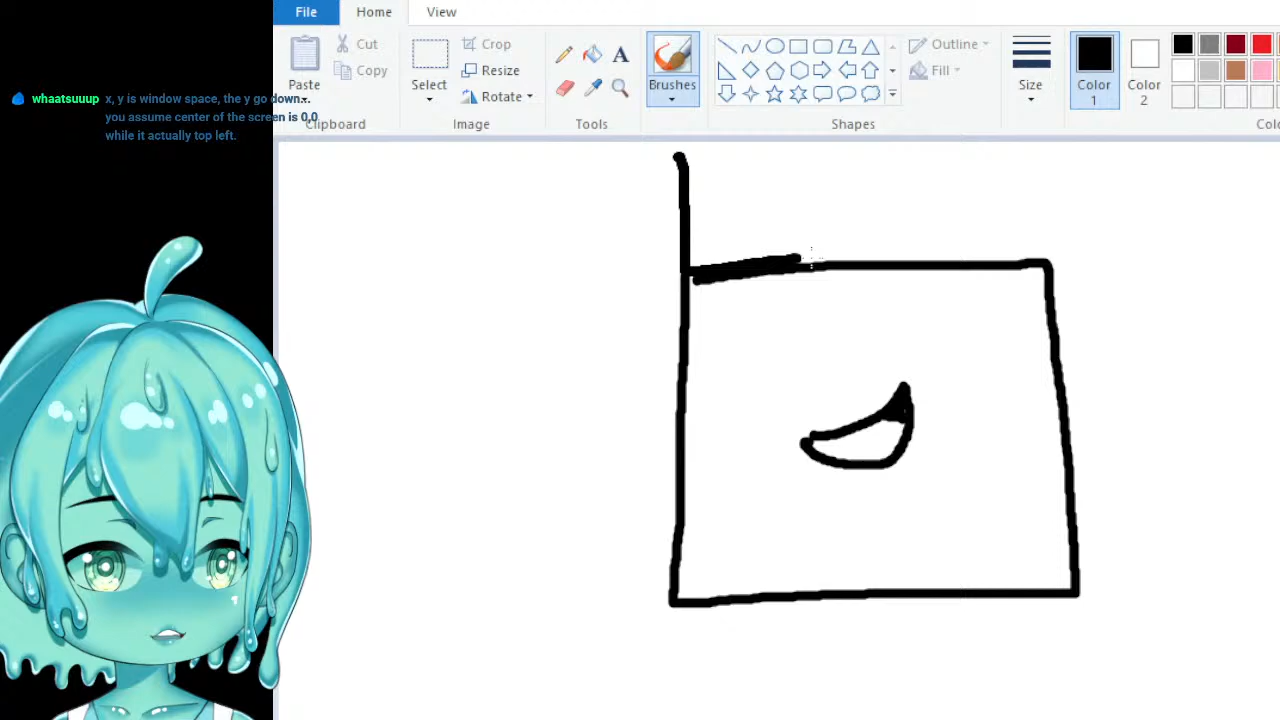 File Home View
Cut
Copy
Paste
Clipboard
Select
Crop
Resize
Rotate
Image
Tools
Brushes
Shapes
Outline
Fill
Size
Color 1
Color 2
Colo
whaatsuuup x, y is window space, the y go down..
you assume center of the screen is 0,0
while it actually top left.